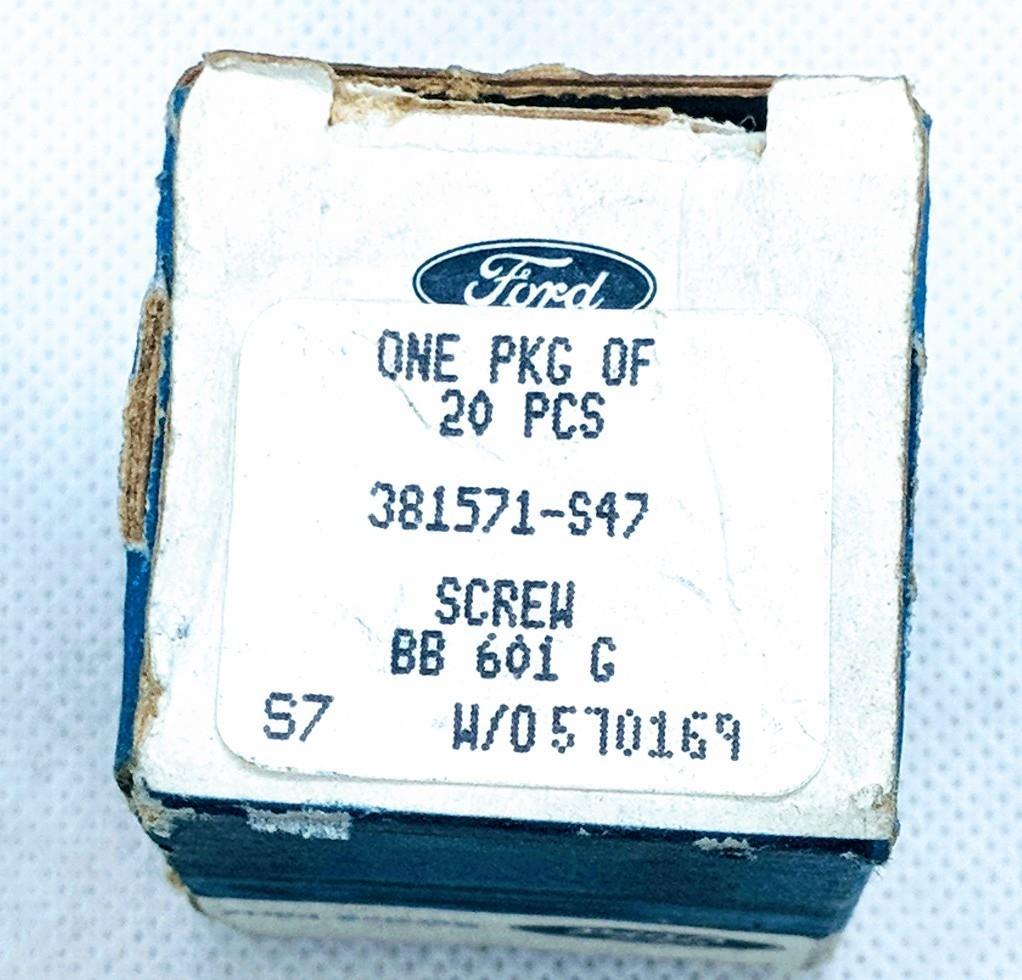 Ford
ONE PKG OF
20 PCS
381571-S47
SCREW
BB 601 G
S7 W/O 570169